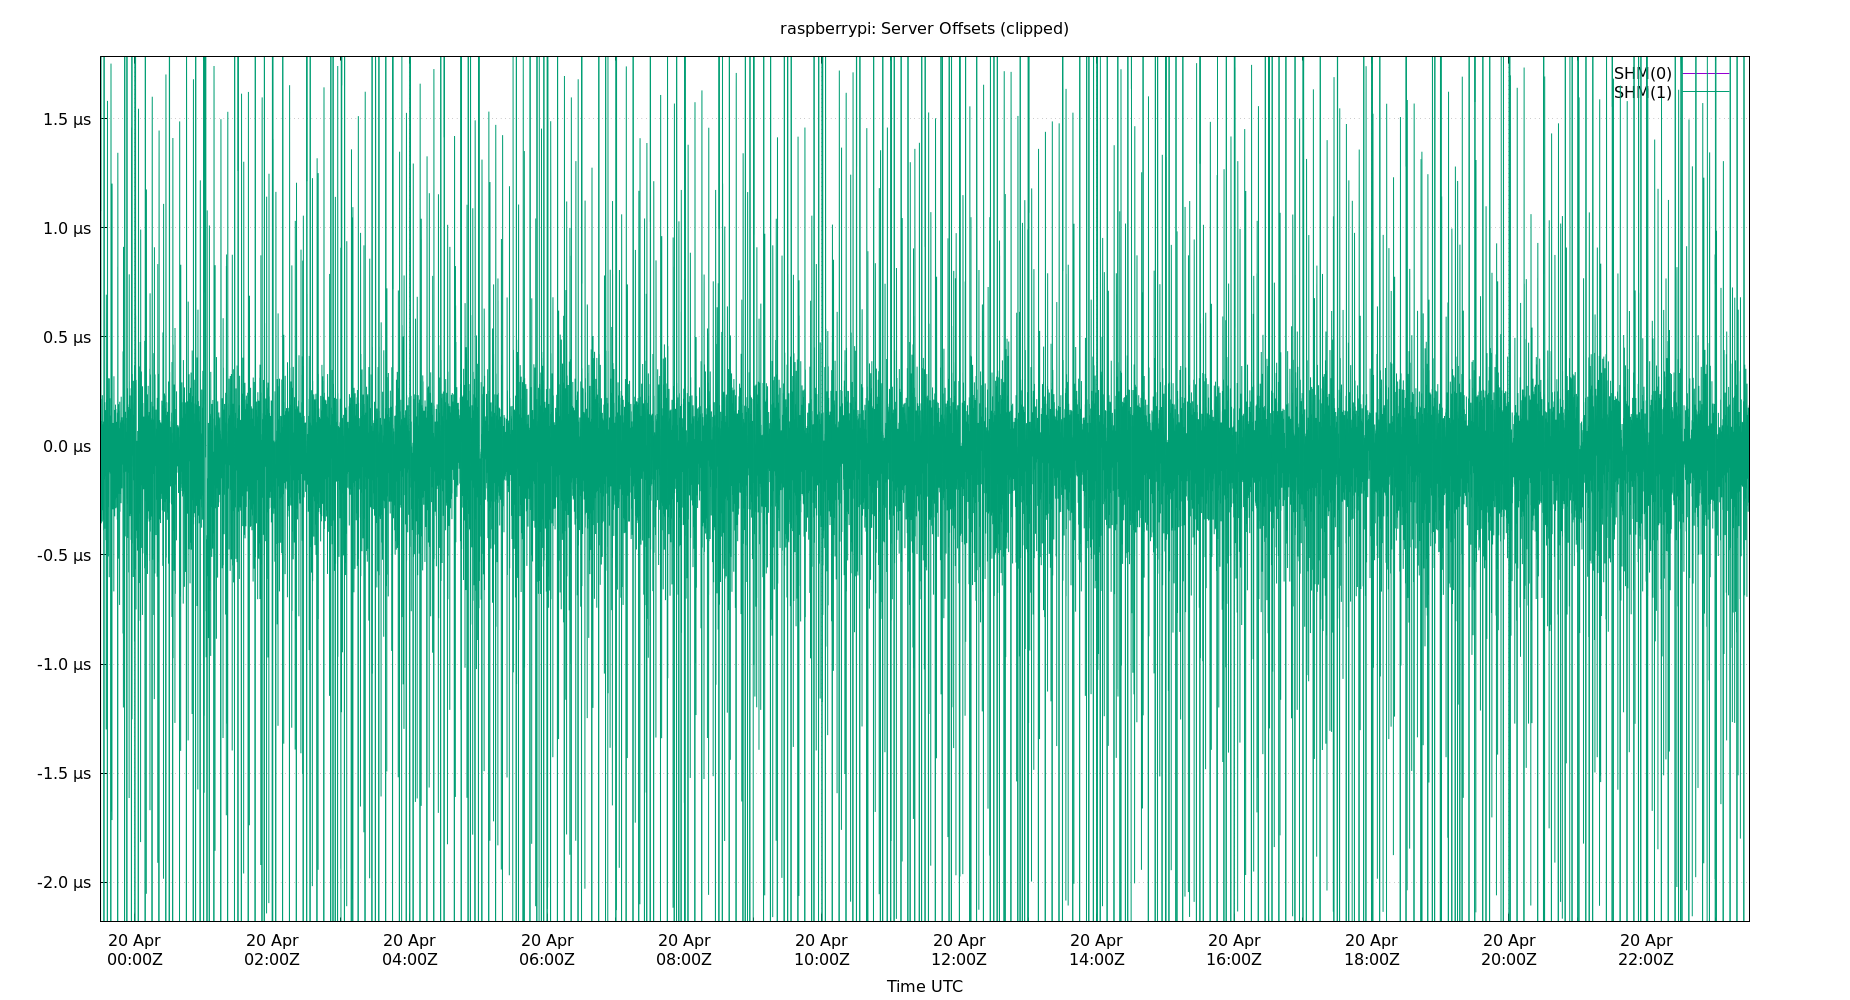 raspberrypi: Server Offsets (clipped)
SHM(0)
SHM(1)
1.5 µs
1.0 µs
0.5 µs
0.0 µs
-0.5 µs
-1.0 µs
-1.5 µs
-2.0 µs
20 Apr 20 Apr 20 Apr 20 Apr 20 Apr 20 Apr 20 Apr 20 Apr 20 Apr 20 Apr 20 Apr 20 Apr
00:00Z 02:00Z 04:00Z 06:00Z 08:00Z 10:00Z 12:00Z 14:00Z 16:00Z 18:00Z 20:00Z 22:00Z
Time UTC